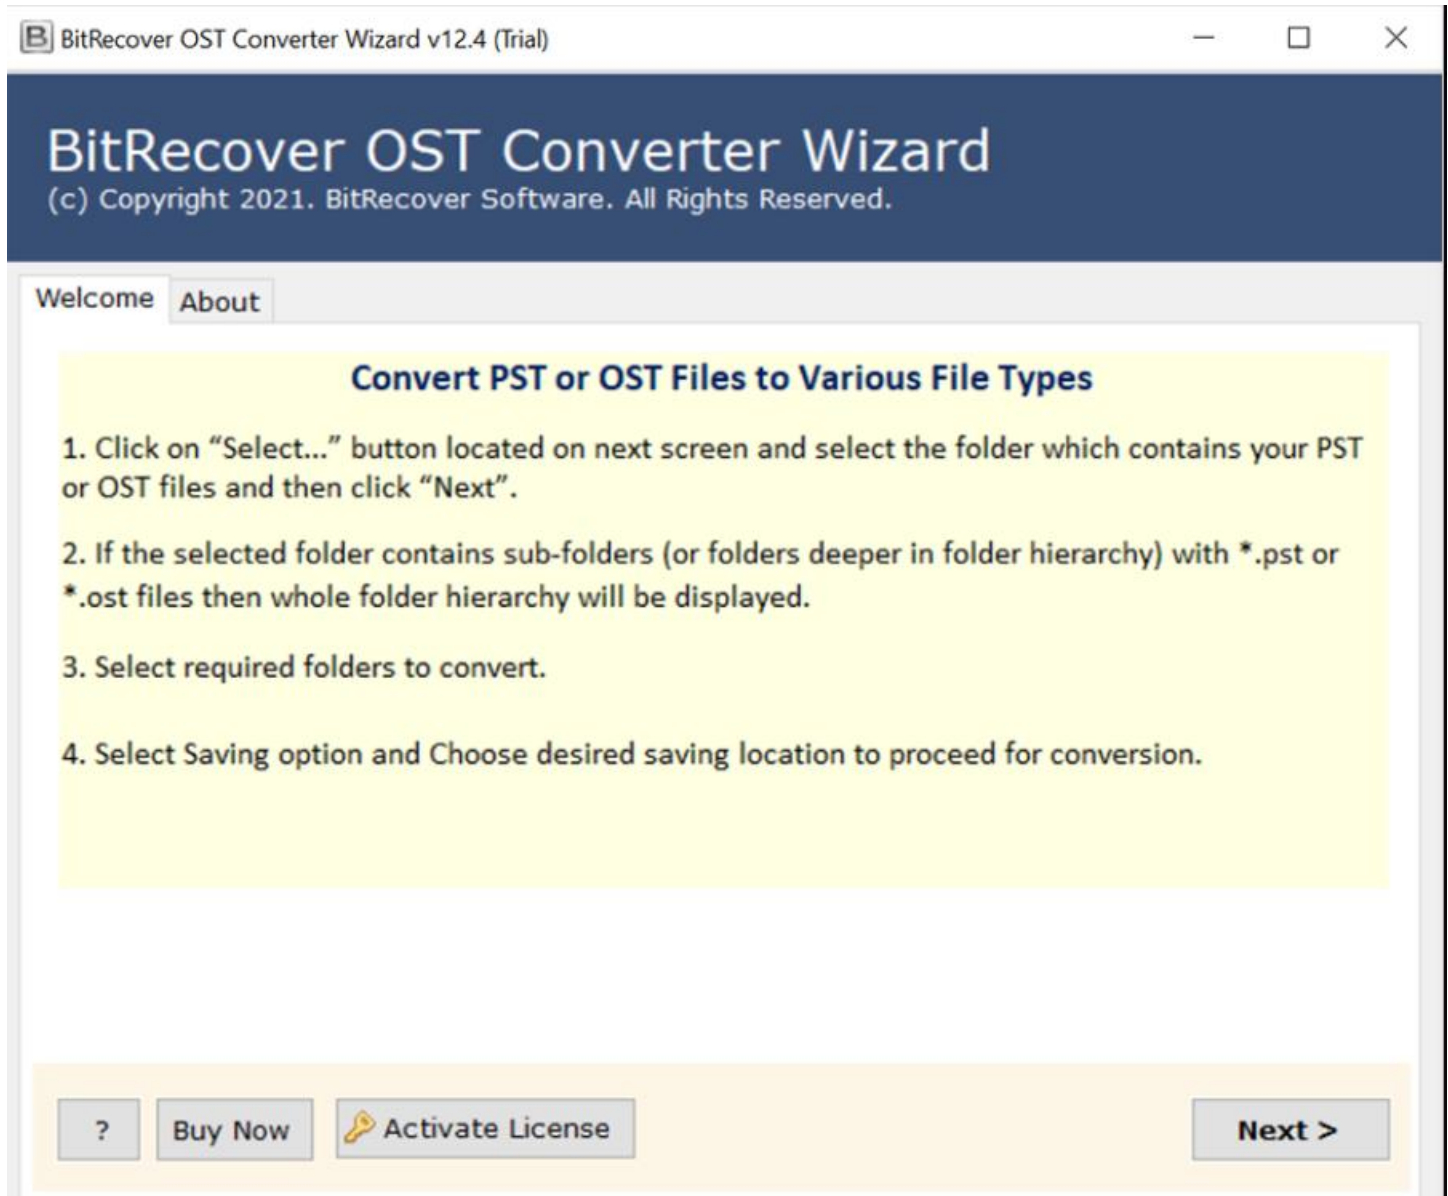 BitRecover OST Converter Wizard v12.4 (Trial)
BitRecover OST Converter Wizard
(c) Copyright 2021. BitRecover Software. All Rights Reserved.
Welcome About
Convert PST or OST Files to Various File Types
1. Click on “Select...” button located on next screen and select the folder which contains your PST
or OST files and then click “Next”.
2. If the selected folder contains sub-folders (or folders deeper in folder hierarchy) with *.pst or
*.ost files then whole folder hierarchy will be displayed.
3. Select required folders to convert.
4. Select Saving option and Choose desired saving location to proceed for conversion.
? Buy Now Activate License Next >